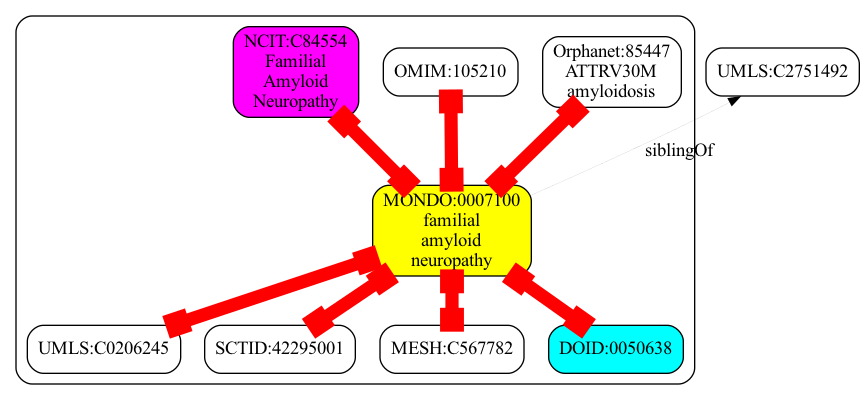 NCIT:C84554
Familial
Amyloid
Neuropathy
OMIM:105210
Orphanet:85447
ATTRV30M
amyloidosis
UMLS:C2751492
siblingOf
MONDO:0007100
familial
amyloid
neuropathy
UMLS:C0206245
SCTID:42295001
MESH:C567782
DOID:0050638